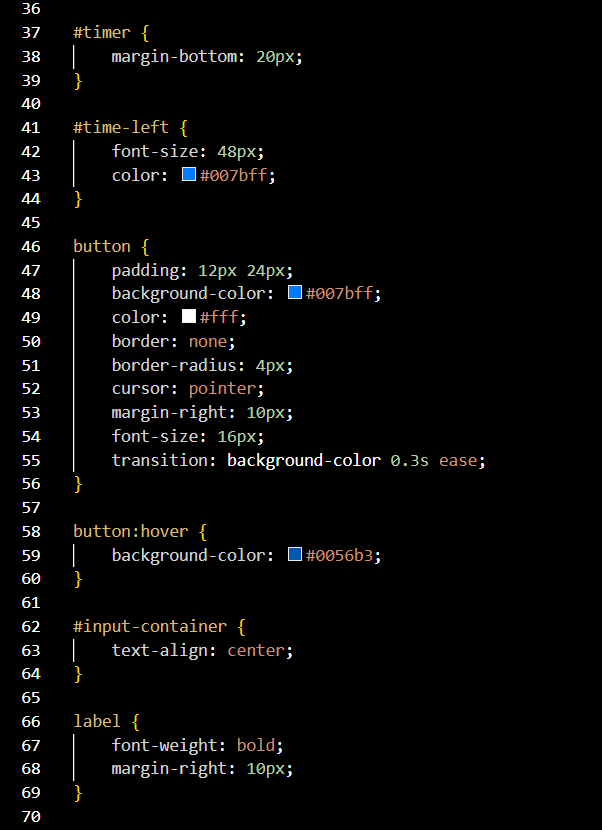 36
37 #timer {
38     margin-bottom: 20px;
39 }
40
41 #time-left {
42     font-size: 48px;
43     color: #007bff;
44 }
45
46 button {
47     padding: 12px 24px;
48     background-color: #007bff;
49     color: #fff;
50     border: none;
51     border-radius: 4px;
52     cursor: pointer;
53     margin-right: 10px;
54     font-size: 16px;
55     transition: background-color 0.3s ease;
56 }
57
58 button:hover {
59     background-color: #0056b3;
60 }
61
62 #input-container {
63     text-align: center;
64 }
65
66 label {
67     font-weight: bold;
68     margin-right: 10px;
69 }
70